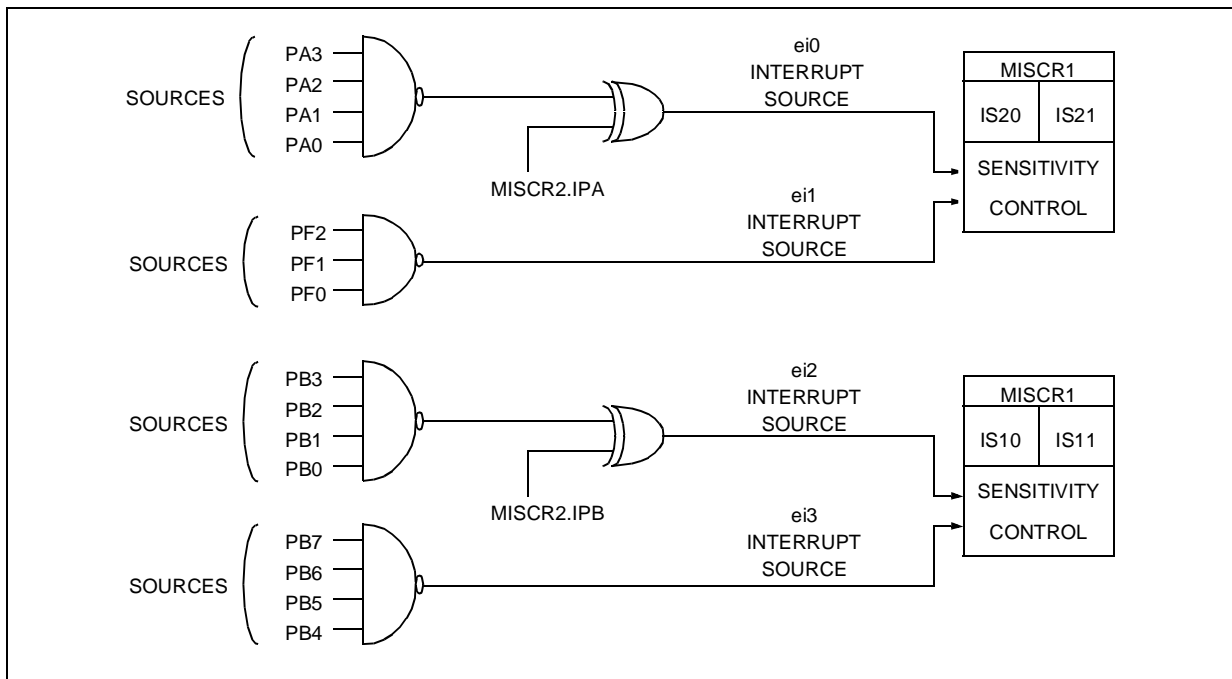 SOURCES
PA3
PA2
PA1
PA0
MISCR2.IPA
ei0
INTERRUPT
SOURCE
MISCR1
IS20 IS21
SENSITIVITY
CONTROL
SOURCES
PF2
PF1
PF0
ei1
INTERRUPT
SOURCE
SOURCES
PB3
PB2
PB1
PB0
MISCR2.IPB
ei2
INTERRUPT
SOURCE
MISCR1
IS10 IS11
SENSITIVITY
CONTROL
SOURCES
PB7
PB6
PB5
PB4
ei3
INTERRUPT
SOURCE